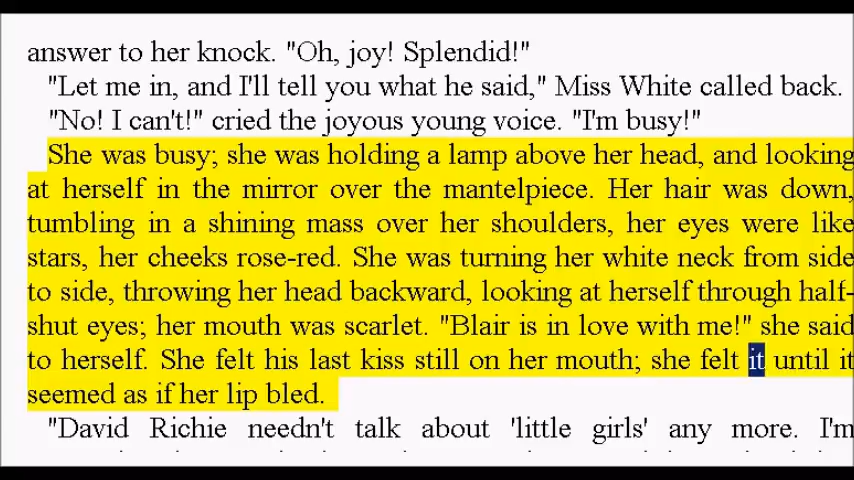 answer to her knock. "Oh, joy! Splendid!"
"Let me in, and I'll tell you what he said," Miss White called back.
"No! I can't!" cried the joyous young voice. "I'm busy!"
She was busy; she was holding a lamp above her head, and looking
at herself in the mirror over the mantelpiece. Her hair was down,
tumbling in a shining mass over her shoulders, her eyes were like
stars, her cheeks rose-red. She was turning her white neck from side
to side, throwing her head backward, looking at herself through half-
shut eyes; her mouth was scarlet. "Blair is in love with me!" she said
to herself. She felt his last kiss still on her mouth; she felt it until it
seemed as if her lip bled.
"David Richie needn't talk about 'little girls' any more. I'm